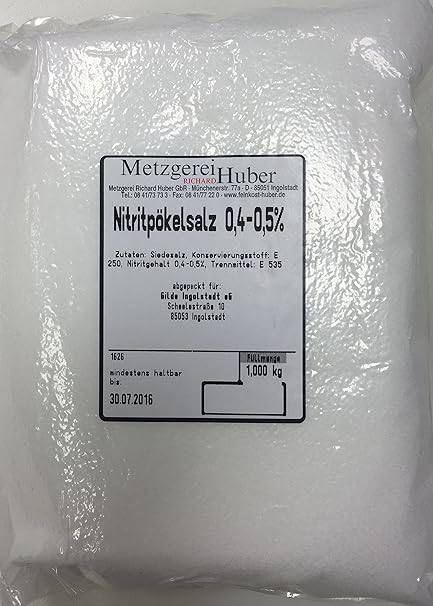 Metzgerei Huber
RICHARD
Metzgerei Richard Huber GbR · Münchenerstr. 77a · D - 85051 Ingolstadt
Tel.: 08 41/73 73 3 · Fax: 08 41/77 22 0 · www.feinkost-huber.de
Nitritpökelsalz 0,4-0,5%
Zutaten: Siedesalz, Konservierungsstoff: E
250, Nitritgehalt 0,4-0,5%, Trennmittel: E 535
abgepackt für:
Gilde Ingolstadt eG
Scheelestraße 10
85053 Ingolstadt
1626
Füllmenge
mindestens haltbar
1,000 kg
bis:
30.07.2016